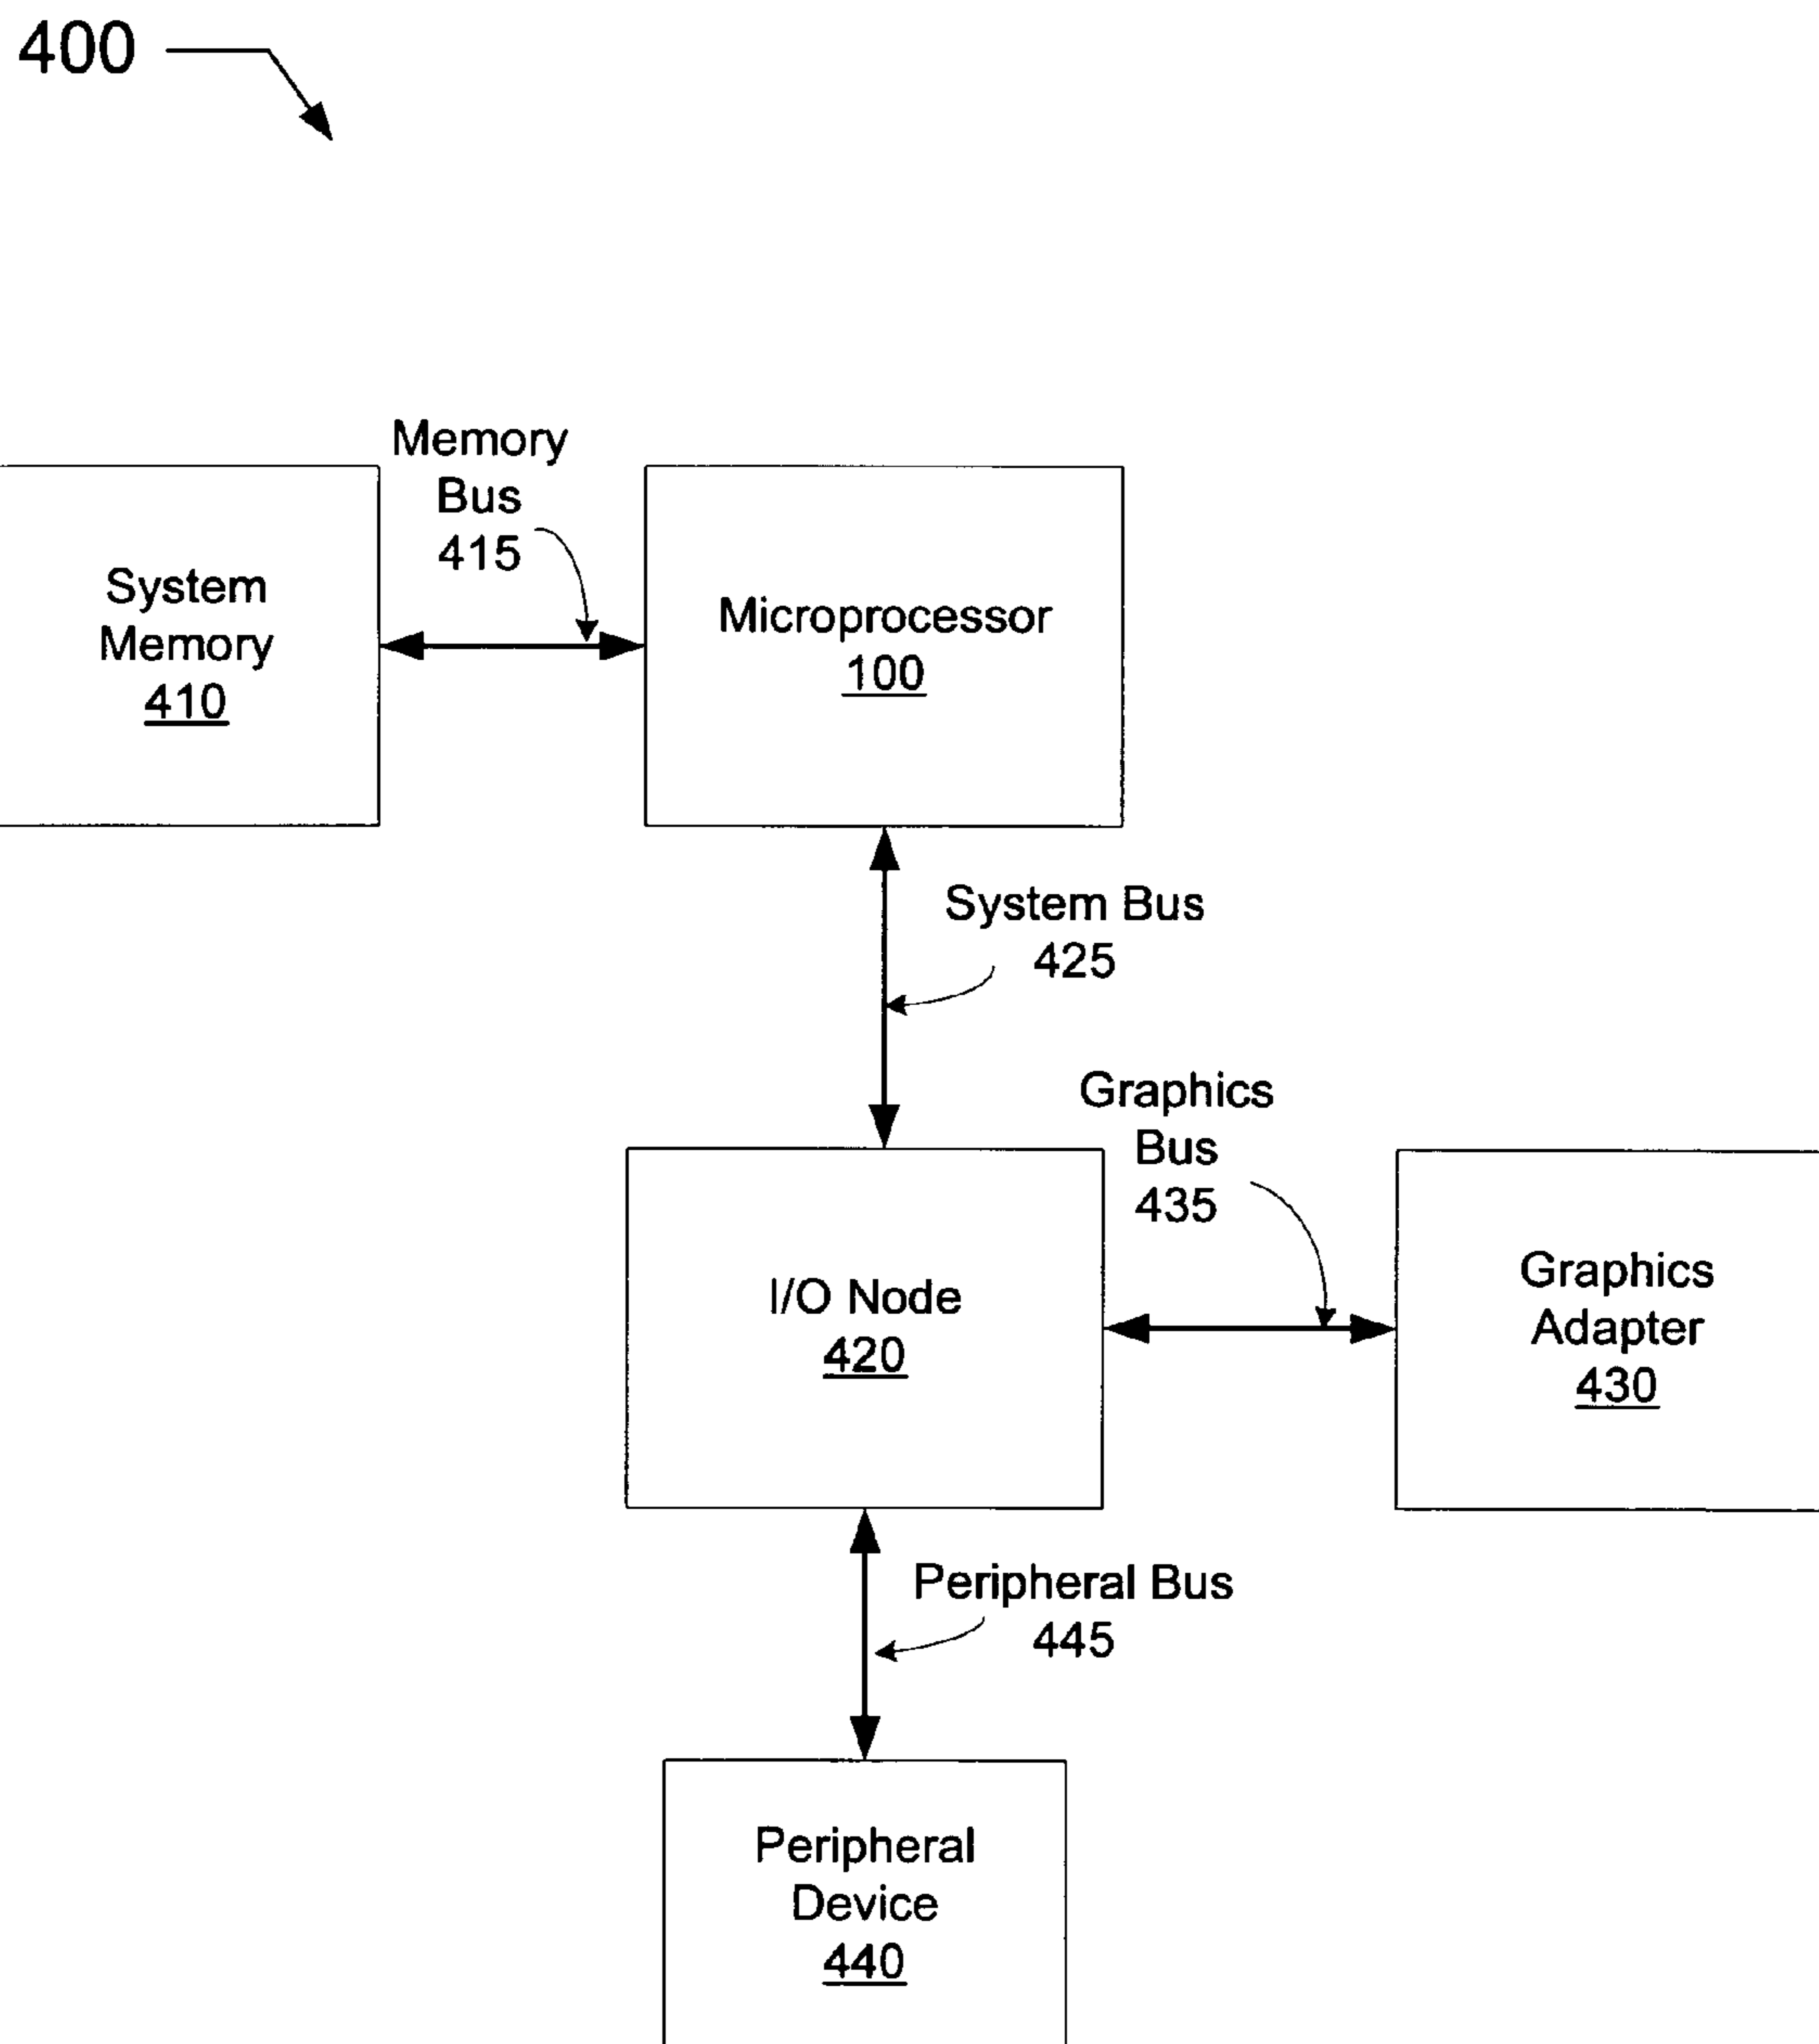 400
Memory
Bus
415
System
Memory
410
Microprocessor
100
System Bus
425
Graphics
Bus
435
I/O Node
420
Graphics
Adapter
430
Peripheral Bus
445
Peripheral
Device
440